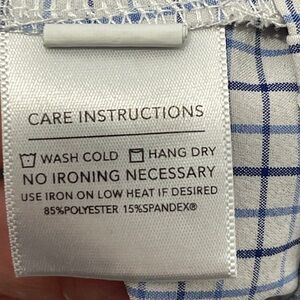 CARE INSTRUCTIONS
WASH COLD HANG DRY
NO IRONING NECESSARY
USE IRON ON LOW HEAT IF DESIRED
85%POLYESTER 15%SPANDEX®